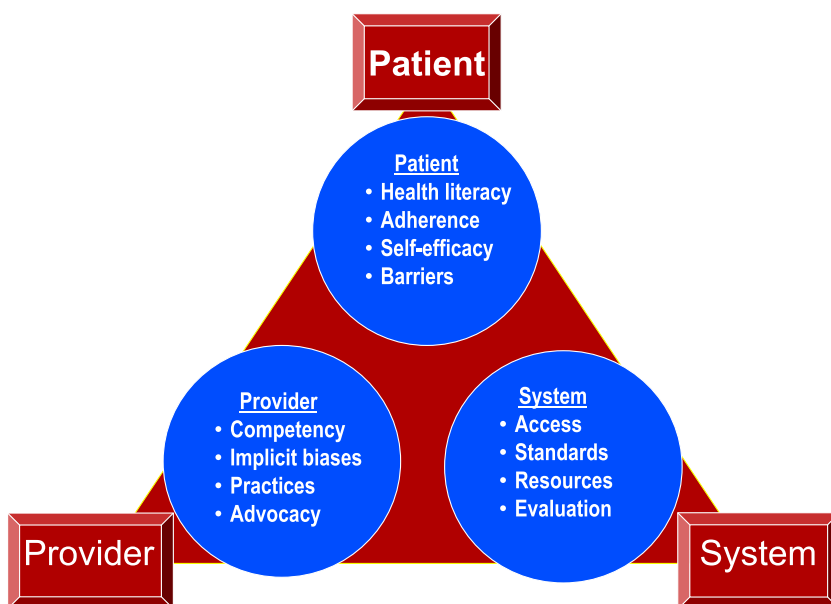 Patient
Patient
• Health literacy
• Adherence
• Self-efficacy
• Barriers
Provider
• Competency
• Implicit biases
• Practices
• Advocacy
System
• Access
• Standards
• Resources
• Evaluation
Provider
System